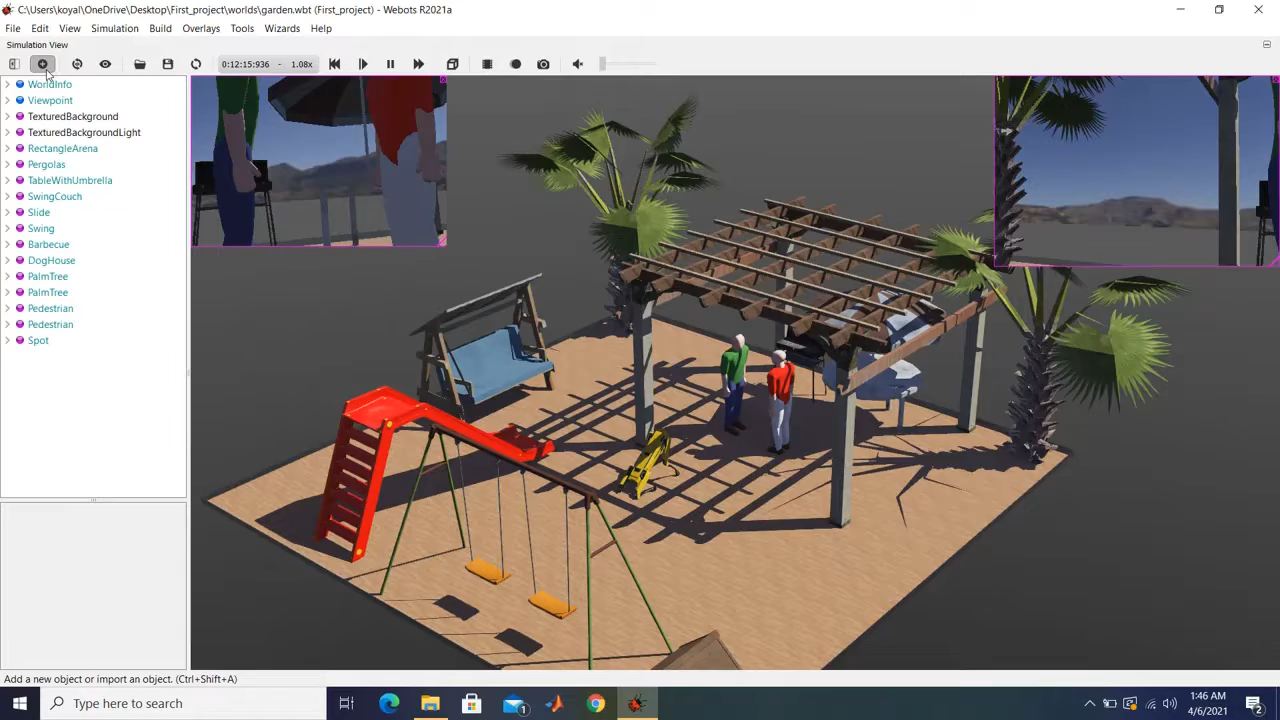 C:\Users\koyal\OneDrive\Desktop\First_project\worlds\garden.wbt (First_project) - Webots R2021a
File Edit View Simulation Build Overlays Tools Wizards Help
Simulation View
0:12:15:936 - 1.08x
WorldInfo
Viewpoint
TexturedBackground
TexturedBackgroundLight
RectangleArena
Pergolas
TableWithUmbrella
SwingCouch
Slide
Swing
Barbecue
DogHouse
PalmTree
PalmTree
Pedestrian
Pedestrian
Spot
Add a new object or import an object. (Ctrl+Shift+A)
Type here to search
1
1:46 AM
4/6/2021
2